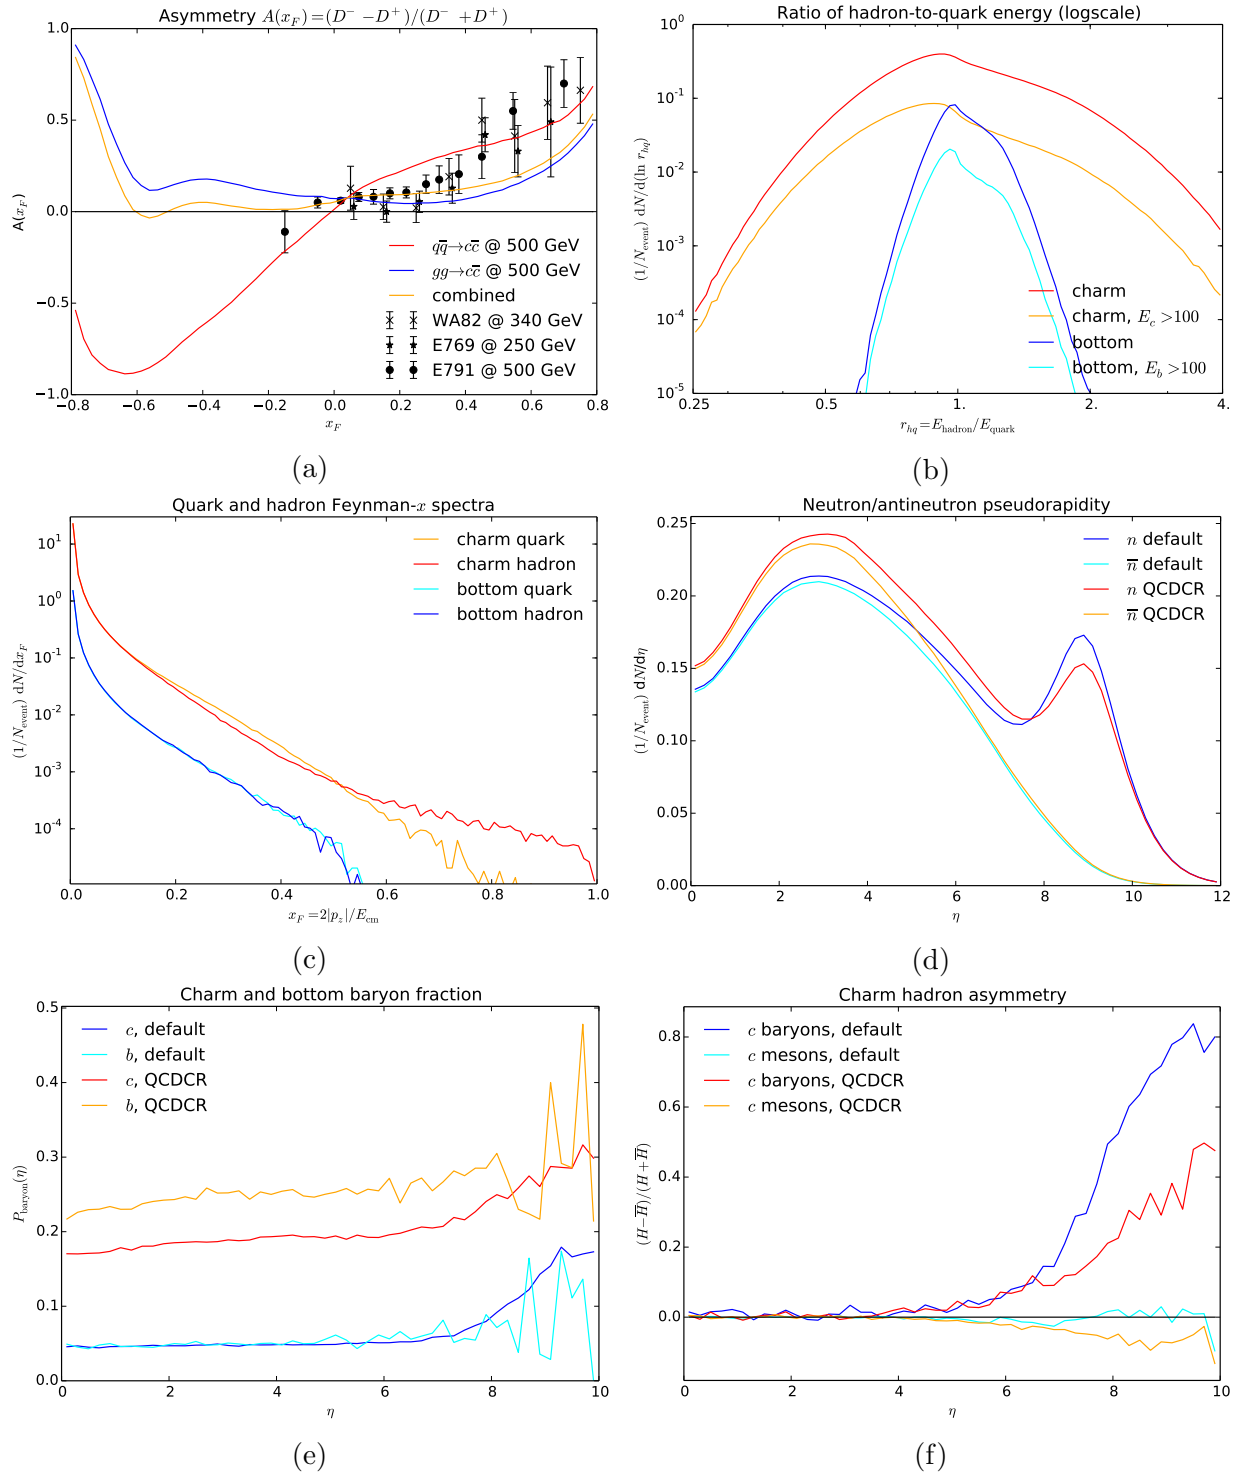 Asymmetry A(x_F)=(D⁻ −D⁺)/(D⁻ +D⁺)
1.0
0.5
0.0
−0.5
−1.0
A(x_F)
−0.8
−0.6
−0.4
−0.2
0.0
0.2
0.4
0.6
0.8
x_F
qq̅→cc̅ @ 500 GeV
gg→cc̅ @ 500 GeV
combined
WA82 @ 340 GeV
E769 @ 250 GeV
E791 @ 500 GeV
(a)
Ratio of hadron-to-quark energy (logscale)
10⁰
10⁻¹
10⁻²
10⁻³
10⁻⁴
10⁻⁵
(1/N_event) dN/d(ln r_hq)
0.25
0.5
1.
2.
4.
r_hq=E_hadron/E_quark
charm
charm, E_c >100
bottom
bottom, E_b >100
(b)
Quark and hadron Feynman-x spectra
10¹
10⁰
10⁻¹
10⁻²
10⁻³
10⁻⁴
(1/N_event) dN/dx_F
0.0
0.2
0.4
0.6
0.8
1.0
x_F=2|p_z|/E_cm
charm quark
charm hadron
bottom quark
bottom hadron
(c)
Neutron/antineutron pseudorapidity
0.25
0.20
0.15
0.10
0.05
0.00
(1/N_event) dN/dη
0
2
4
6
8
10
12
η
n default
n̅ default
n QCDCR
n̅ QCDCR
(d)
Charm and bottom baryon fraction
0.5
0.4
0.3
0.2
0.1
0.0
P_baryon(η)
0
2
4
6
8
10
η
c, default
b, default
c, QCDCR
b, QCDCR
(e)
Charm hadron asymmetry
0.8
0.6
0.4
0.2
0.0
(H−H̅)/(H+H̅)
0
2
4
6
8
10
η
c baryons, default
c mesons, default
c baryons, QCDCR
c mesons, QCDCR
(f)